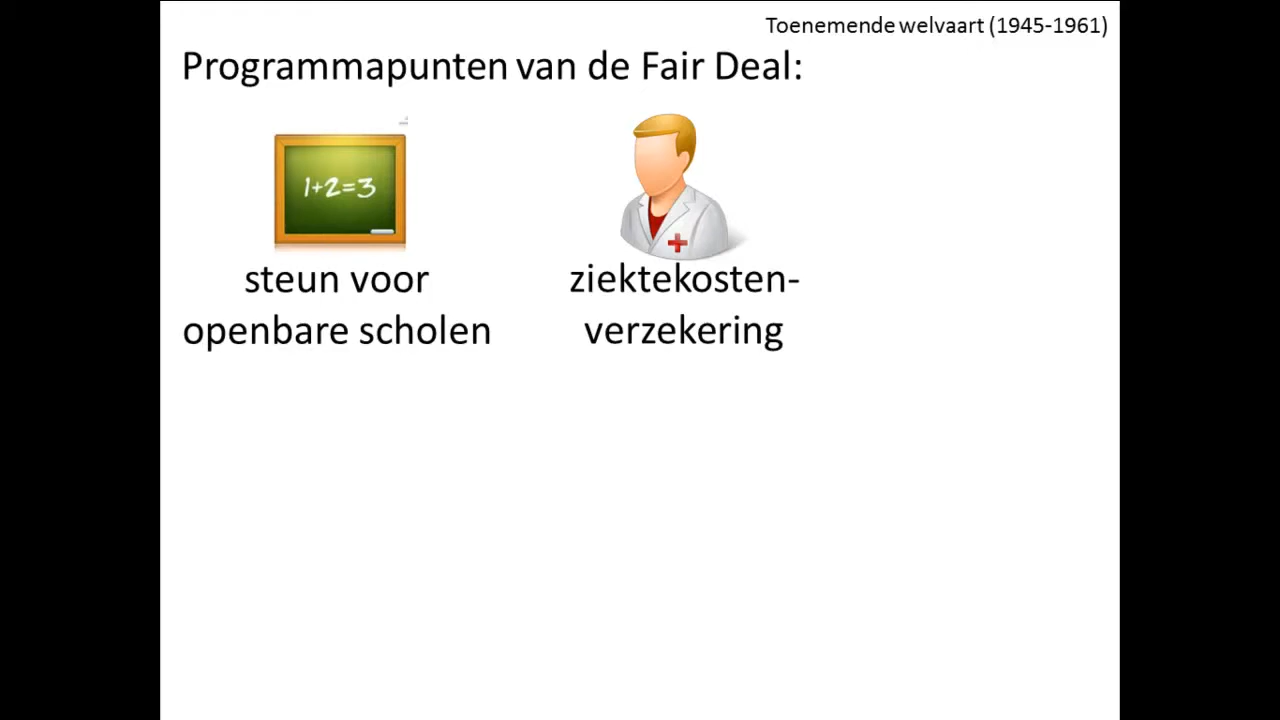 Toenemende welvaart (1945-1961)
Programmapunten van de Fair Deal:
1+2=3
steun voor
openbare scholen
ziektekosten-
verzekering